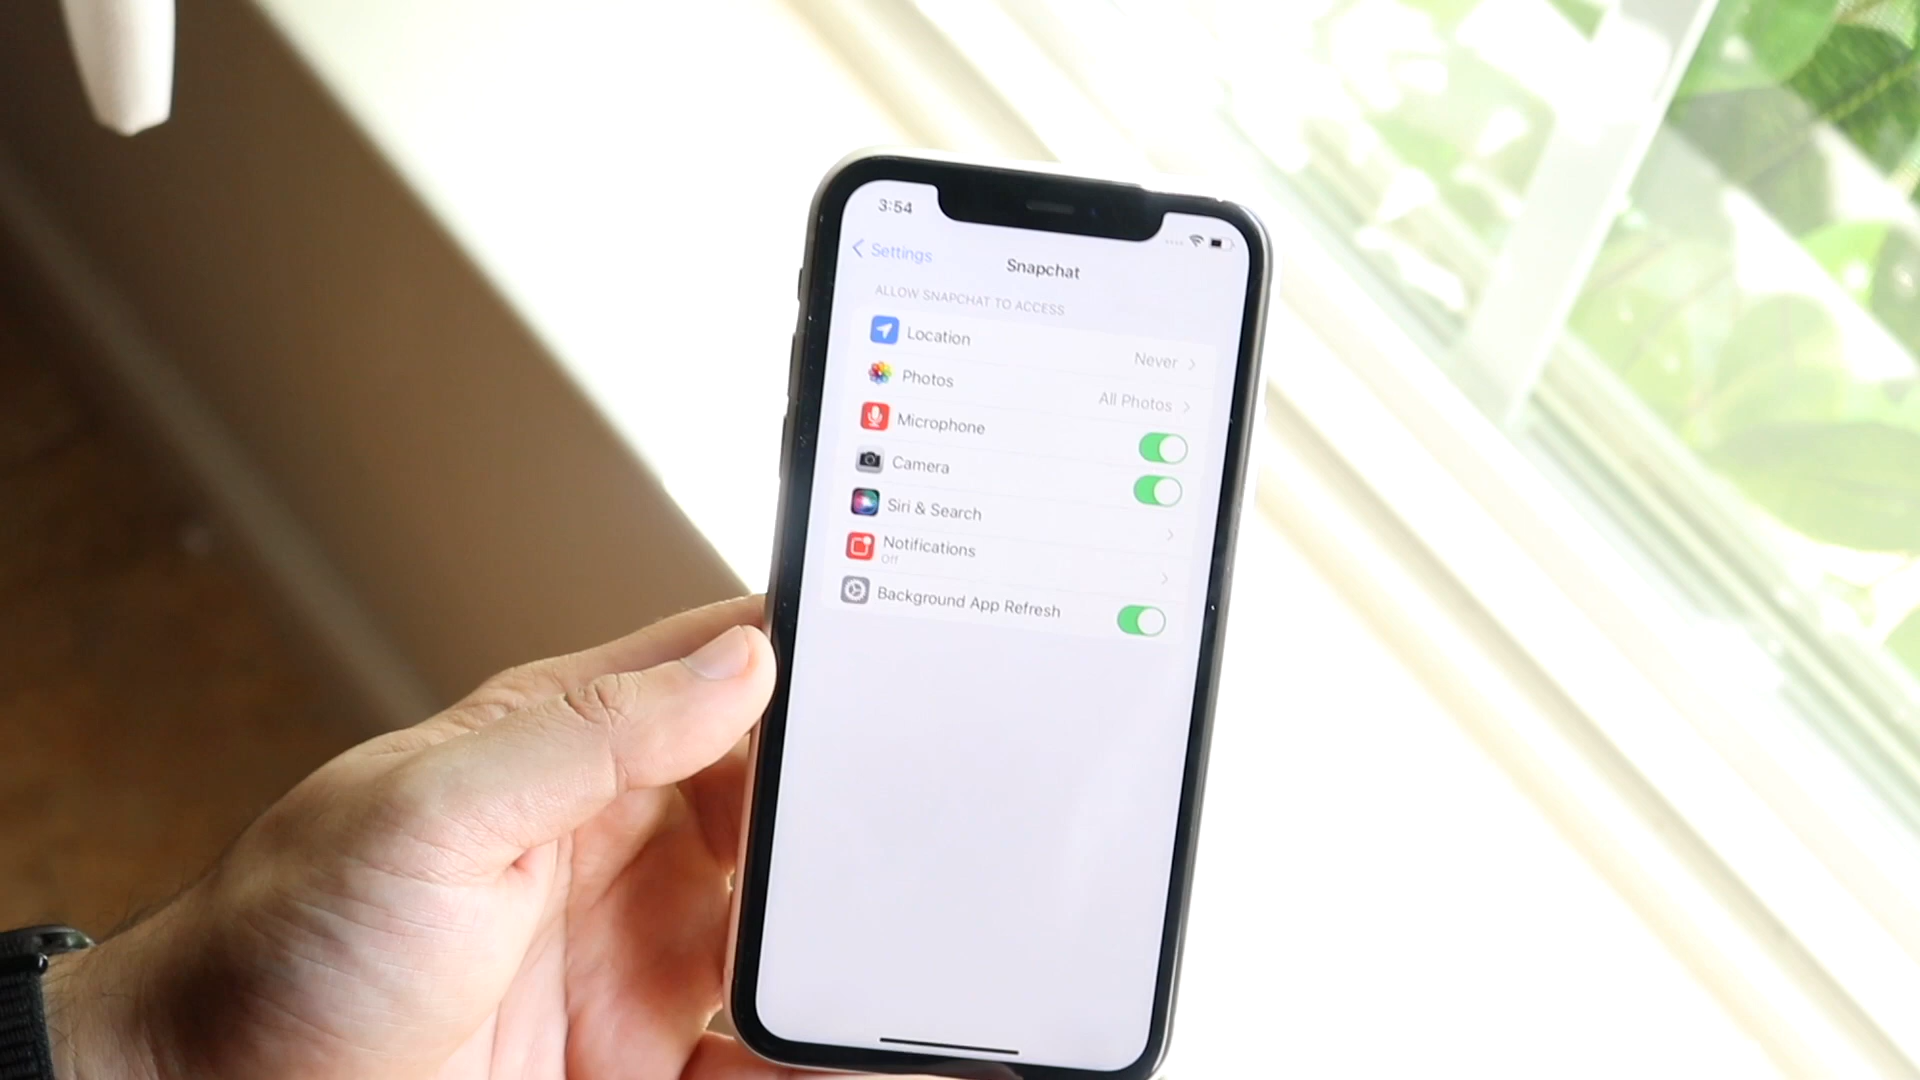 3:54
Settings
Snapchat
ALLOW SNAPCHAT TO ACCESS
Location
Never
Photos
All Photos
Microphone
Camera
Siri & Search
Notifications
Off
Background App Refresh